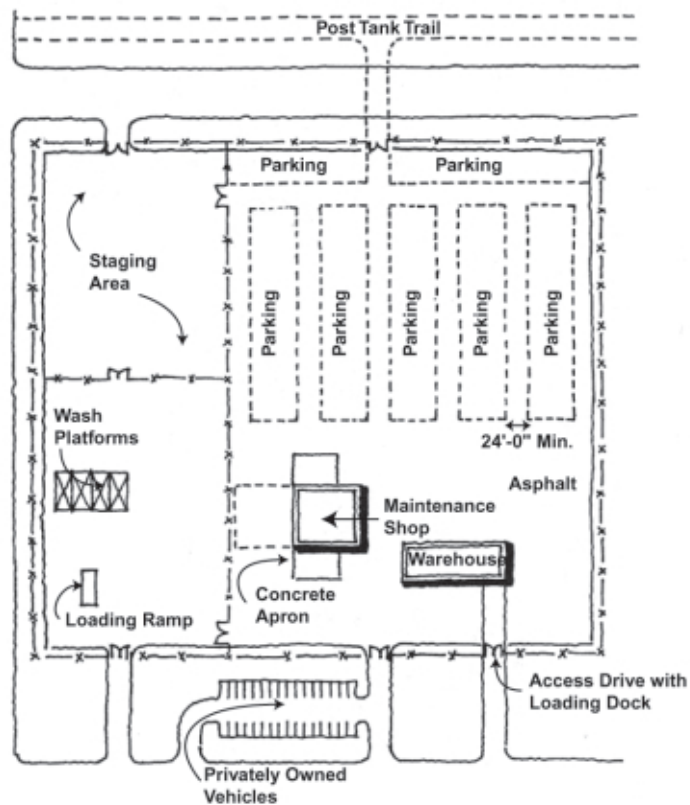 Post Tank Trail
Parking
Parking
Staging
Area
Parking
Parking
Parking
Parking
Parking
24'-0" Min.
Wash
Platforms
Asphalt
Maintenance
Shop
Warehouse
Concrete
Apron
Loading Ramp
Access Drive with
Loading Dock
Privately Owned
Vehicles